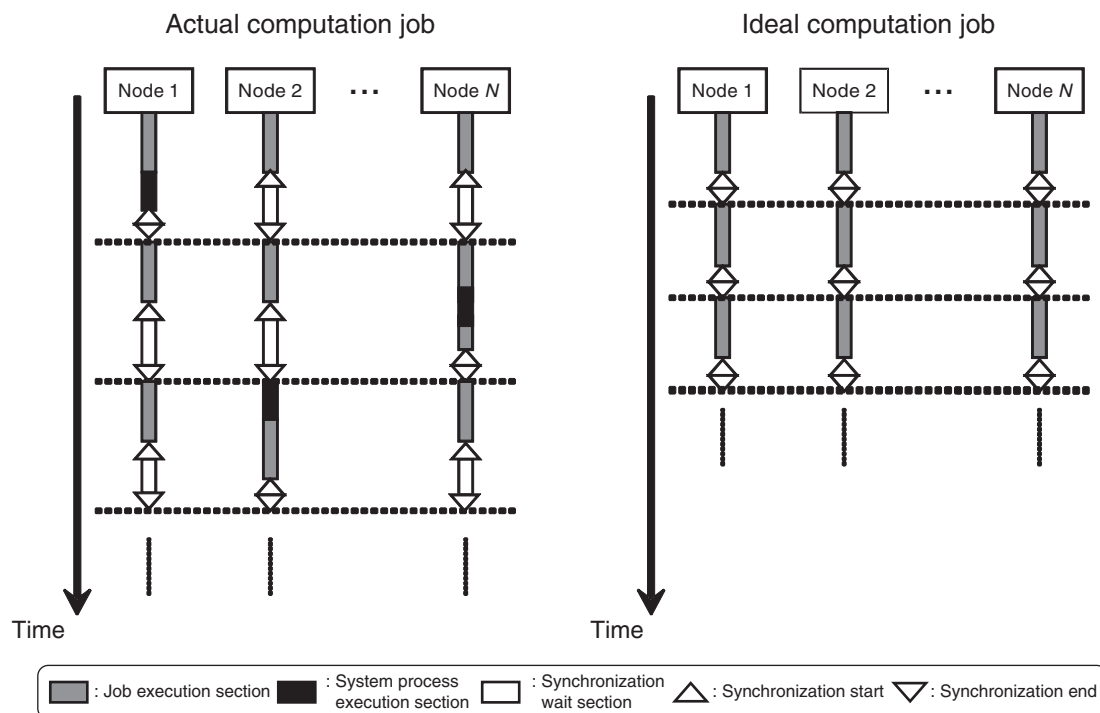 Actual computation job
Ideal computation job
Node 1
Node 2
...
Node N
Node 1
Node 2
...
Node N
Time
Time
: Job execution section
: System process
execution section
: Synchronization
wait section
: Synchronization start
: Synchronization end